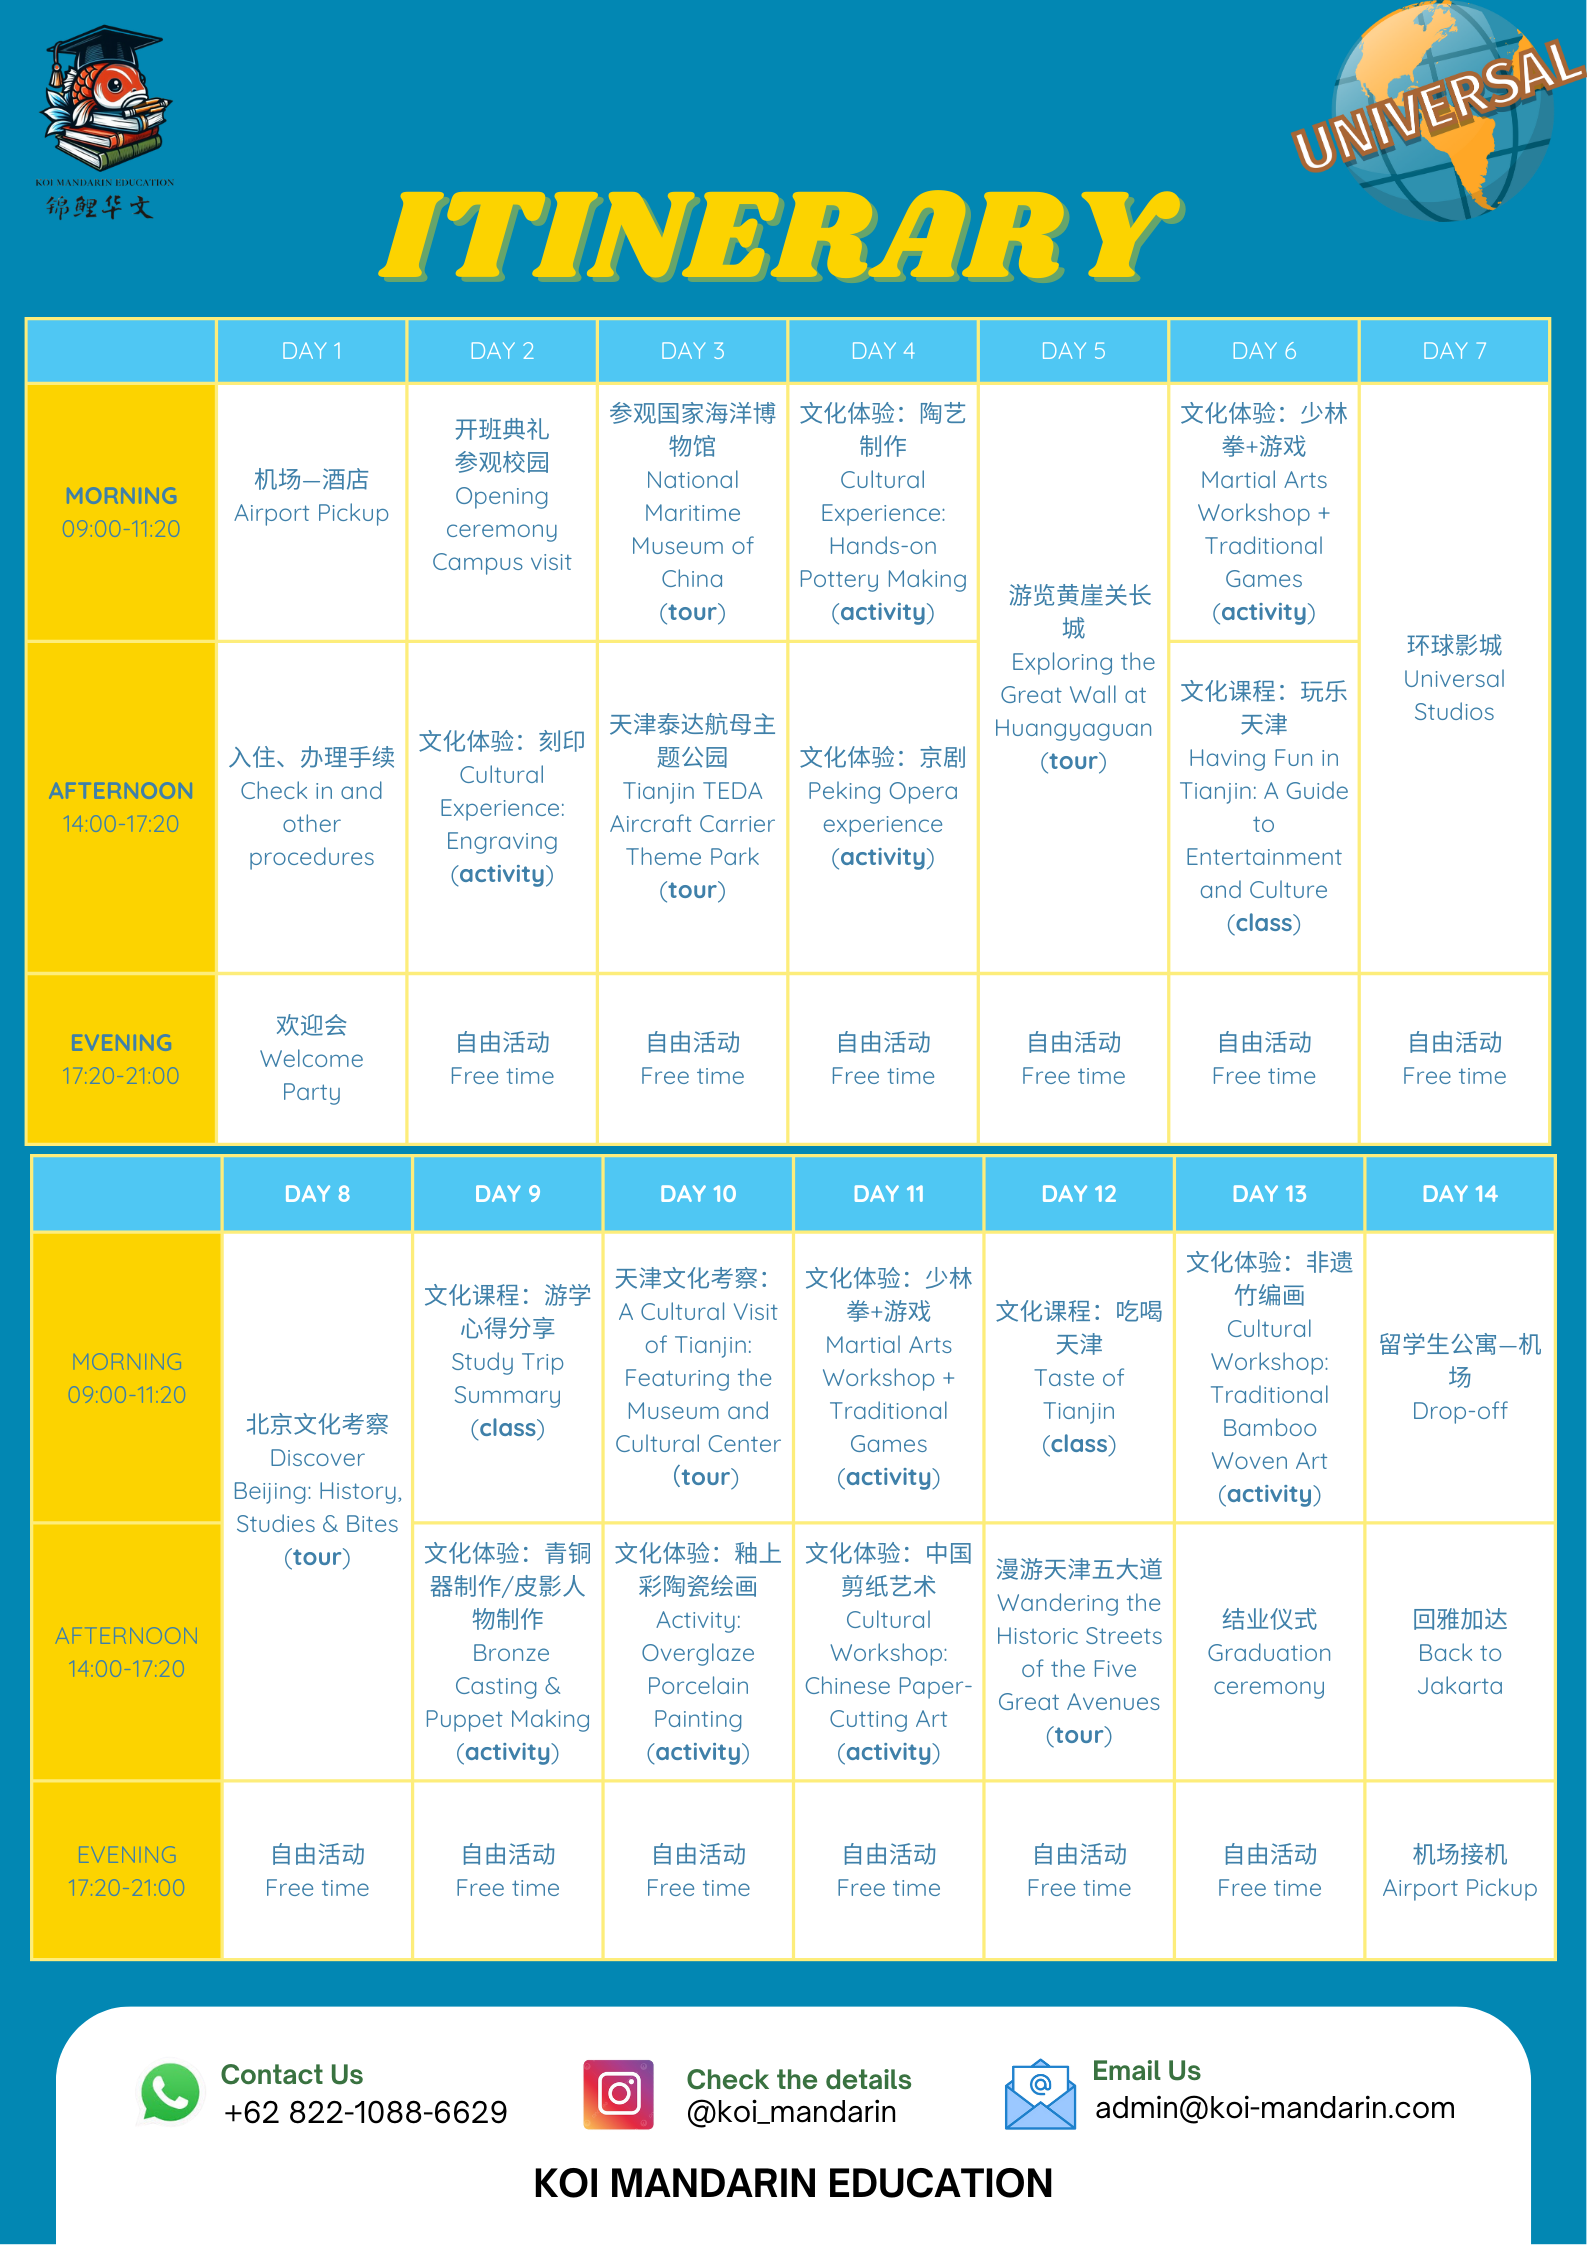 KOI MANDARIN EDUCATION
锦鲤华文
UNIVERSAL
ITINERARY
DAY 1
DAY 2
DAY 3
DAY 4
DAY 5
DAY 6
DAY 7
MORNING
09:00-11:20
机场—酒店
Airport Pickup
开班典礼
参观校园
Opening
ceremony
Campus visit
参观国家海洋博
物馆
National
Maritime
Museum of
China
(tour)
文化体验：陶艺
制作
Cultural
Experience:
Hands-on
Pottery Making
(activity)
游览黄崖关长
城
Exploring the
Great Wall at
Huangyaguan
(tour)
文化体验：少林
拳+游戏
Martial Arts
Workshop +
Traditional
Games
(activity)
环球影城
Universal
Studios
AFTERNOON
14:00-17:20
入住、办理手续
Check in and
other
procedures
文化体验：刻印
Cultural
Experience:
Engraving
(activity)
天津泰达航母主
题公园
Tianjin TEDA
Aircraft Carrier
Theme Park
(tour)
文化体验：京剧
Peking Opera
experience
(activity)
文化课程：玩乐
天津
Having Fun in
Tianjin: A Guide
to
Entertainment
and Culture
(class)
EVENING
17:20-21:00
欢迎会
Welcome
Party
自由活动
Free time
自由活动
Free time
自由活动
Free time
自由活动
Free time
自由活动
Free time
自由活动
Free time
DAY 8
DAY 9
DAY 10
DAY 11
DAY 12
DAY 13
DAY 14
MORNING
09:00-11:20
北京文化考察
Discover
Beijing: History,
Studies & Bites
(tour)
文化课程：游学
心得分享
Study Trip
Summary
(class)
天津文化考察：
A Cultural Visit
of Tianjin:
Featuring the
Museum and
Cultural Center
（tour)
文化体验：少林
拳+游戏
Martial Arts
Workshop +
Traditional
Games
(activity)
文化课程：吃喝
天津
Taste of
Tianjin
(class)
文化体验：非遗
竹编画
Cultural
Workshop:
Traditional
Bamboo
Woven Art
(activity)
留学生公寓—机
场
Drop-off
AFTERNOON
14:00-17:20
文化体验：青铜
器制作/皮影人
物制作
Bronze
Casting &
Puppet Making
(activity)
文化体验：釉上
彩陶瓷绘画
Activity:
Overglaze
Porcelain
Painting
(activity)
文化体验：中国
剪纸艺术
Cultural
Workshop:
Chinese Paper-
Cutting Art
(activity)
漫游天津五大道
Wandering the
Historic Streets
of the Five
Great Avenues
(tour)
结业仪式
Graduation
ceremony
回雅加达
Back to
Jakarta
EVENING
17:20-21:00
自由活动
Free time
自由活动
Free time
自由活动
Free time
自由活动
Free time
自由活动
Free time
自由活动
Free time
机场接机
Airport Pickup
Contact Us
+62 822-1088-6629
Check the details
@koi_mandarin
Email Us
admin@koi-mandarin.com
KOI MANDARIN EDUCATION